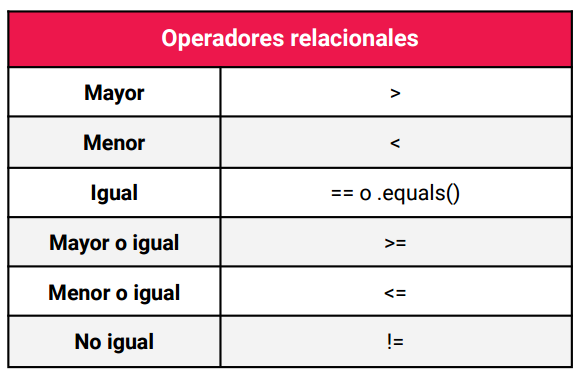 Operadores relacionales
Mayor >
Menor <
Igual == o .equals()
Mayor o igual >=
Menor o igual <=
No igual !=